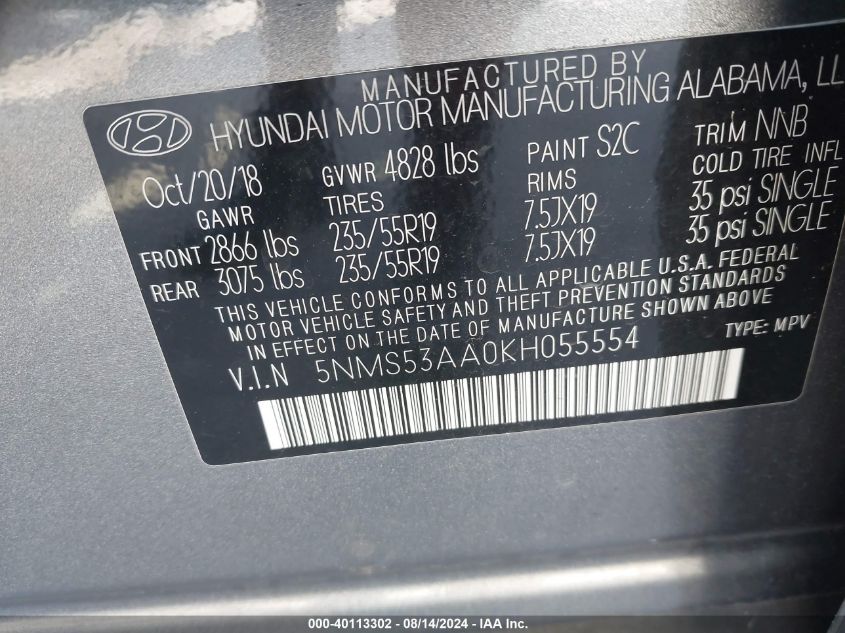 MANUFACTURED BY
HYUNDAI MOTOR MANUFACTURING ALABAMA, LL
Oct/20/18 GVWR 4828 lbs PAINT S2C TRIM NNB
GAWR TIRES RIMS COLD TIRE INFL
FRONT 2866 lbs 235/55R19 7.5JX19 35 psi SINGLE
REAR 3075 lbs 235/55R19 7.5JX19 35 psi SINGLE
THIS VEHICLE CONFORMS TO ALL APPLICABLE U.S.A. FEDERAL
MOTOR VEHICLE SAFETY AND THEFT PREVENTION STANDARDS
IN EFFECT ON THE DATE OF MANUFACTURE SHOWN ABOVE
V.I.N 5NMS53AA0KH055554 TYPE: MPV
000-40113302 - 08/14/2024 - IAA Inc.